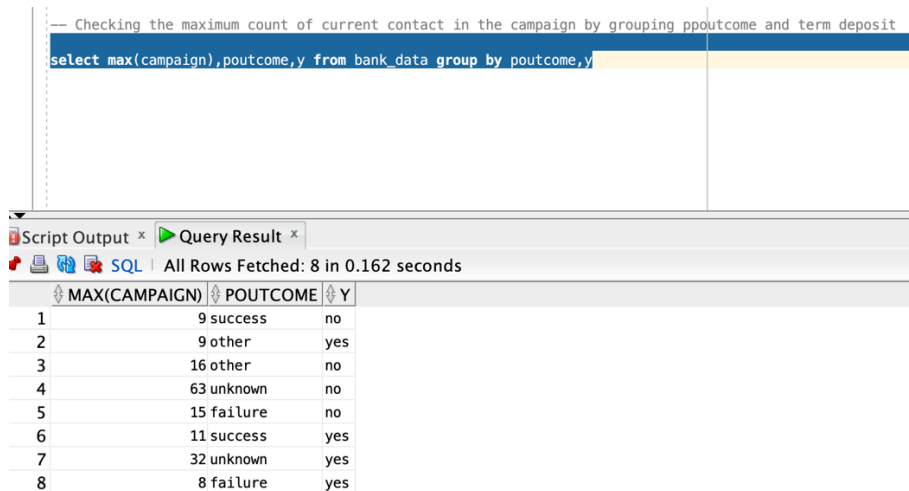 -- Checking the maximum count of current contact in the campaign by grouping ppoutcome and term deposit
select max(campaign),poutcome,y from bank_data group by poutcome,y
Script Output x Query Result x
SQL | All Rows Fetched: 8 in 0.162 seconds
MAX(CAMPAIGN) POUTCOME Y
1 9 success no
2 9 other yes
3 16 other no
4 63 unknown no
5 15 failure no
6 11 success yes
7 32 unknown yes
8 8 failure yes